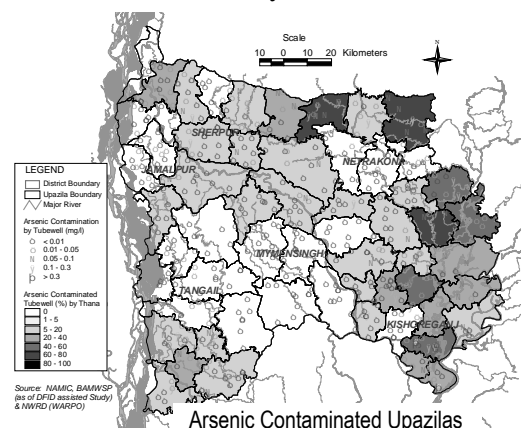 Scale
10 0 10 20 Kilometers
N
SHERPUR
JAMALPUR
NETRAKONA
MYMENSINGH
TANGAIL
KISHOREGANJ
LEGEND
District Boundary
Upazila Boundary
Major River
Arsenic Contamination
by Tubewell (mg/l)
< 0.01
0.01 - 0.05
0.05 - 0.1
0.1 - 0.3
> 0.3
Arsenic Contaminated
Tubewell (%) by Thana
0
1 - 5
5 - 20
20 - 40
40 - 60
60 - 80
80 - 100
Source: NAMIC, BAMWSP
(as of DFID assisted Study)
& NWRD (WARPO)
Arsenic Contaminated Upazilas